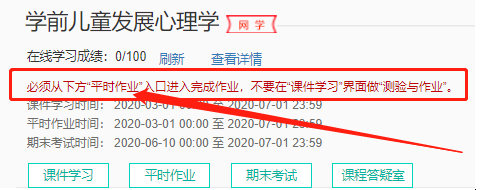 学前儿童发展心理学 网 学
在线学习成绩：0/100 刷新 查看详情
必须从下方“平时作业”入口进入完成作业，不要在“课件学习”界面做“测验与作业”。
课件学习时间： 2020-03-01 00:00 至 2020-07-01 23:59
平时作业时间： 2020-03-01 00:00 至 2020-07-01 23:59
期末考试时间： 2020-06-10 00:00 至 2020-07-01 23:59
课件学习 平时作业 期末考试 课程答疑室